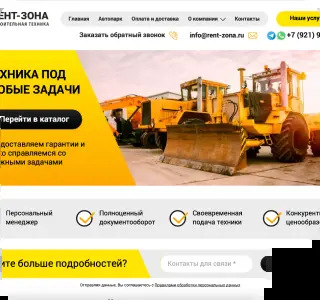 ЕНТ-ЗОНА
ОИТЕЛЬНАЯ ТЕХНИКА
Главная Автопарк Оплата и доставка О компании Контакты
Наше услу
Заказать обратный звонок info@rent-zona.ru +7 (921) 9
ХНИКА ПОД
ОБЫЕ ЗАДАЧИ
Перейти в каталог
доставляем гарантии и
о справляемся со
жными задачами
Персональный менеджер
Полноценный документооборот
Своевременная подача техники
Конкурент
ценообраз
ите больше подробностей?
Контакты для связи *
Отправляя данные, Вы соглашаетесь с Правилами обработки персональных данных